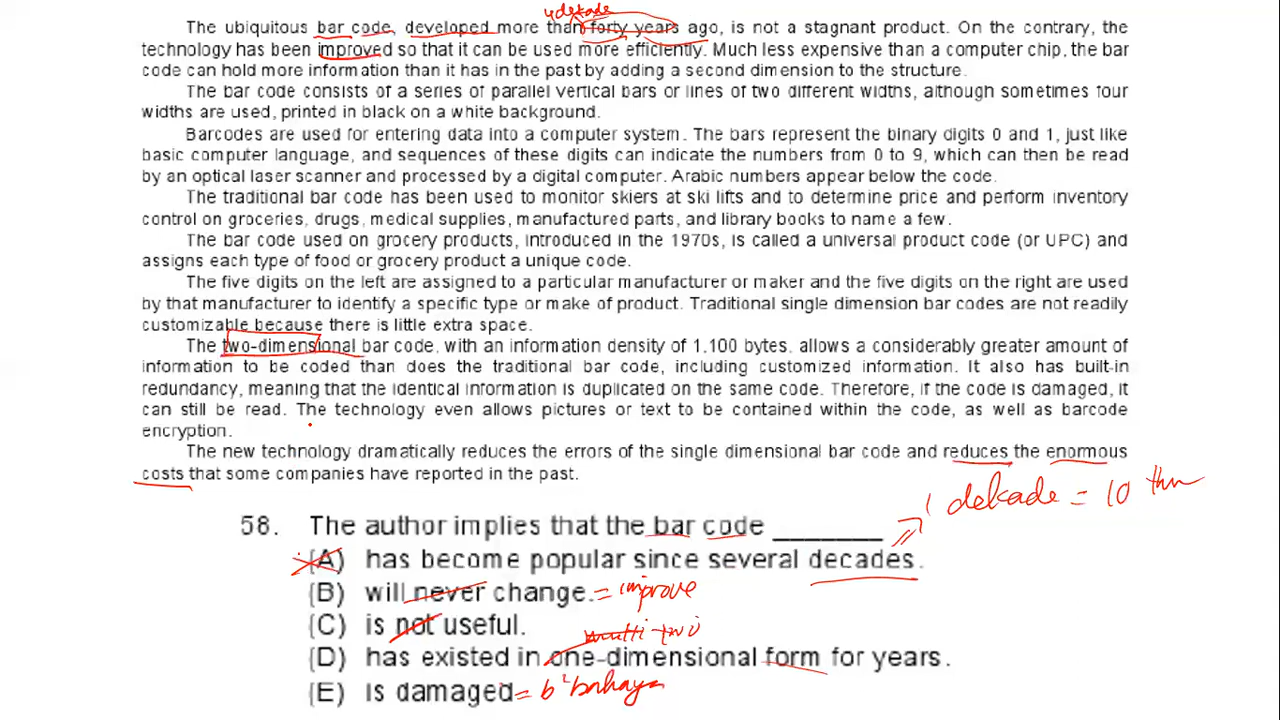 4 dekade
The ubiquitous bar code, developed more than forty years ago, is not a stagnant product. On the contrary, the
technology has been improved so that it can be used more efficiently. Much less expensive than a computer chip, the bar
code can hold more information than it has in the past by adding a second dimension to the structure.
The bar code consists of a series of parallel vertical bars or lines of two different widths, although sometimes four
widths are used, printed in black on a white background.
Barcodes are used for entering data into a computer system. The bars represent the binary digits 0 and 1, just like
basic computer language, and sequences of these digits can indicate the numbers from 0 to 9, which can then be read
by an optical laser scanner and processed by a digital computer. Arabic numbers appear below the code.
The traditional bar code has been used to monitor skiers at ski lifts and to determine price and perform inventory
control on groceries, drugs, medical supplies, manufactured parts, and library books to name a few.
The bar code used on grocery products, introduced in the 1970s, is called a universal product code (or UPC) and
assigns each type of food or grocery product a unique code.
The five digits on the left are assigned to a particular manufacturer or maker and the five digits on the right are used
by that manufacturer to identify a specific type or make of product. Traditional single dimension bar codes are not readily
customizable because there is little extra space.
The two-dimensional bar code, with an information density of 1,100 bytes, allows a considerably greater amount of
information to be coded than does the traditional bar code, including customized information. It also has built-in
redundancy, meaning that the identical information is duplicated on the same code. Therefore, if the code is damaged, it
can still be read. The technology even allows pictures or text to be contained within the code, as well as barcode
encryption.
The new technology dramatically reduces the errors of the single dimensional bar code and reduces the enormous
costs that some companies have reported in the past.
1 dekade = 10 thn
58. The author implies that the bar code ________
(A) has become popular since several decades.
(B) will never change. = improve
(C) is not useful.
multi two
(D) has existed in one-dimensional form for years.
(E) Is damaged =